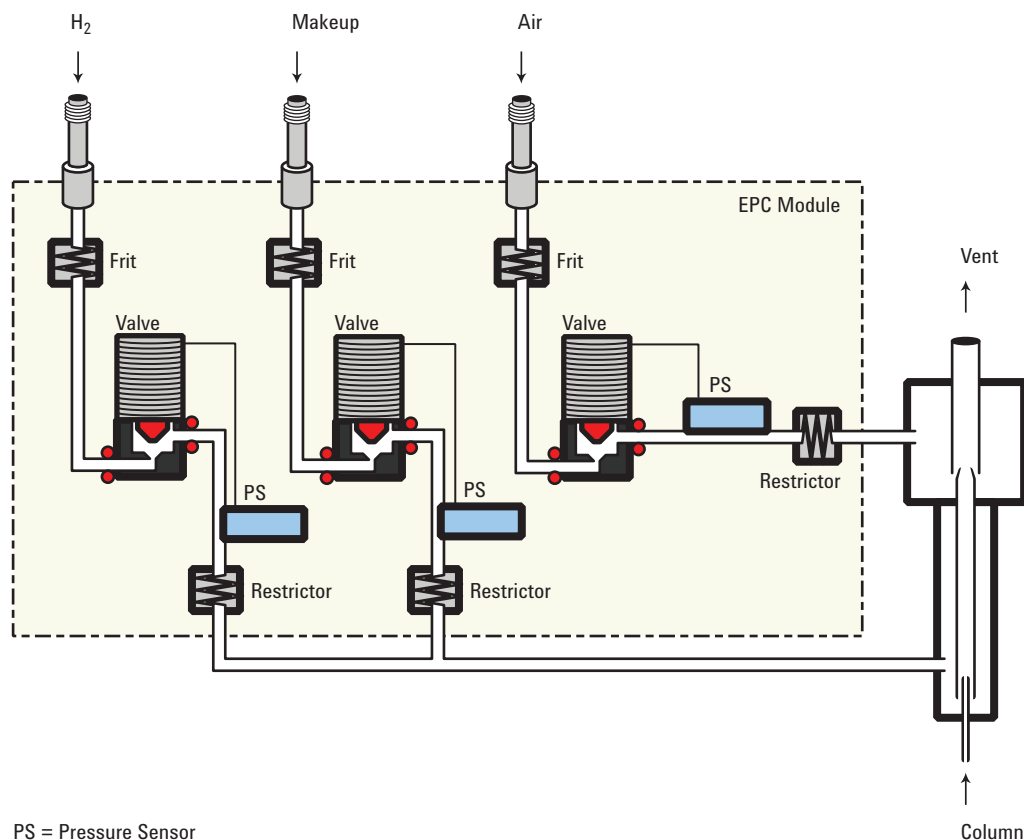 H₂
Makeup
Air
EPC Module
Frit
Frit
Frit
Vent
Valve
Valve
Valve
PS
Restrictor
PS
PS
Restrictor
Restrictor
PS = Pressure Sensor
Column